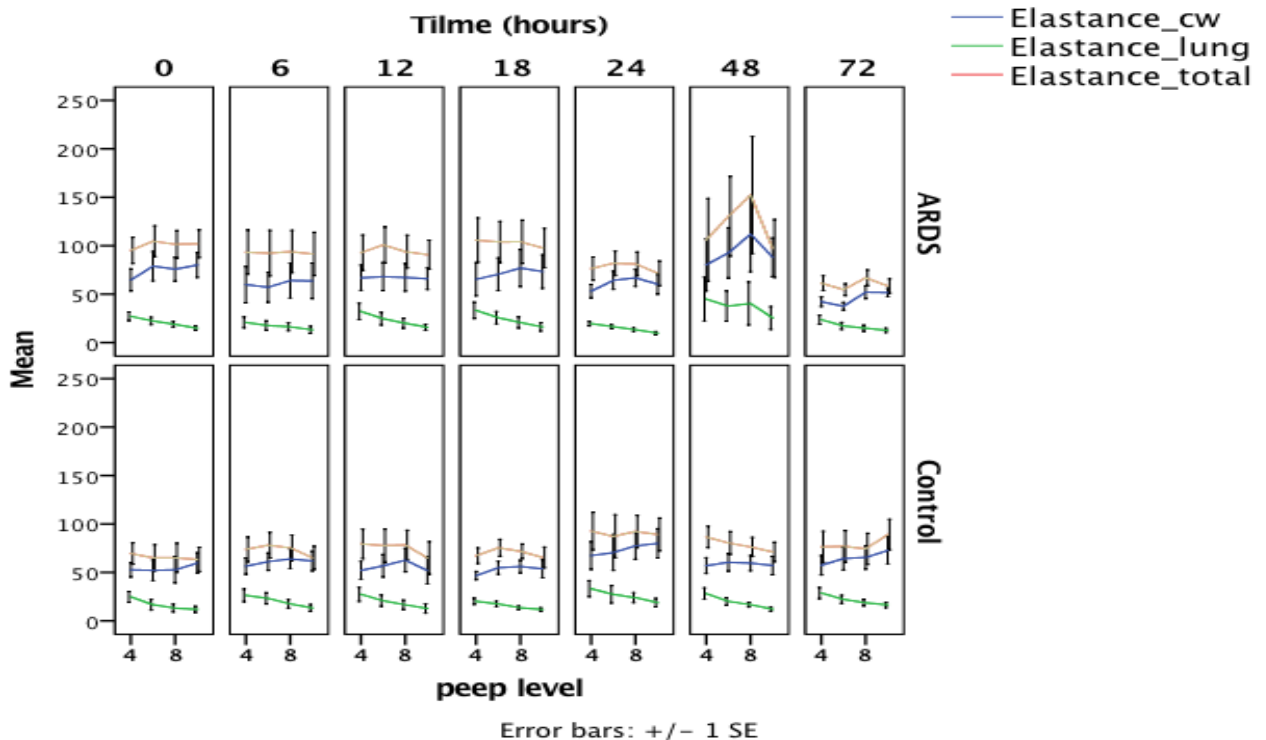 Tilme (hours)
0 6 12 18 24 48 72
Elastance_cw
Elastance_lung
Elastance_total
250
200
150
100
50
0
ARDS
Mean
250
200
150
100
50
0
Control
4 8 4 8 4 8 4 8 4 8 4 8 4 8
peep level
Error bars: +/- 1 SE